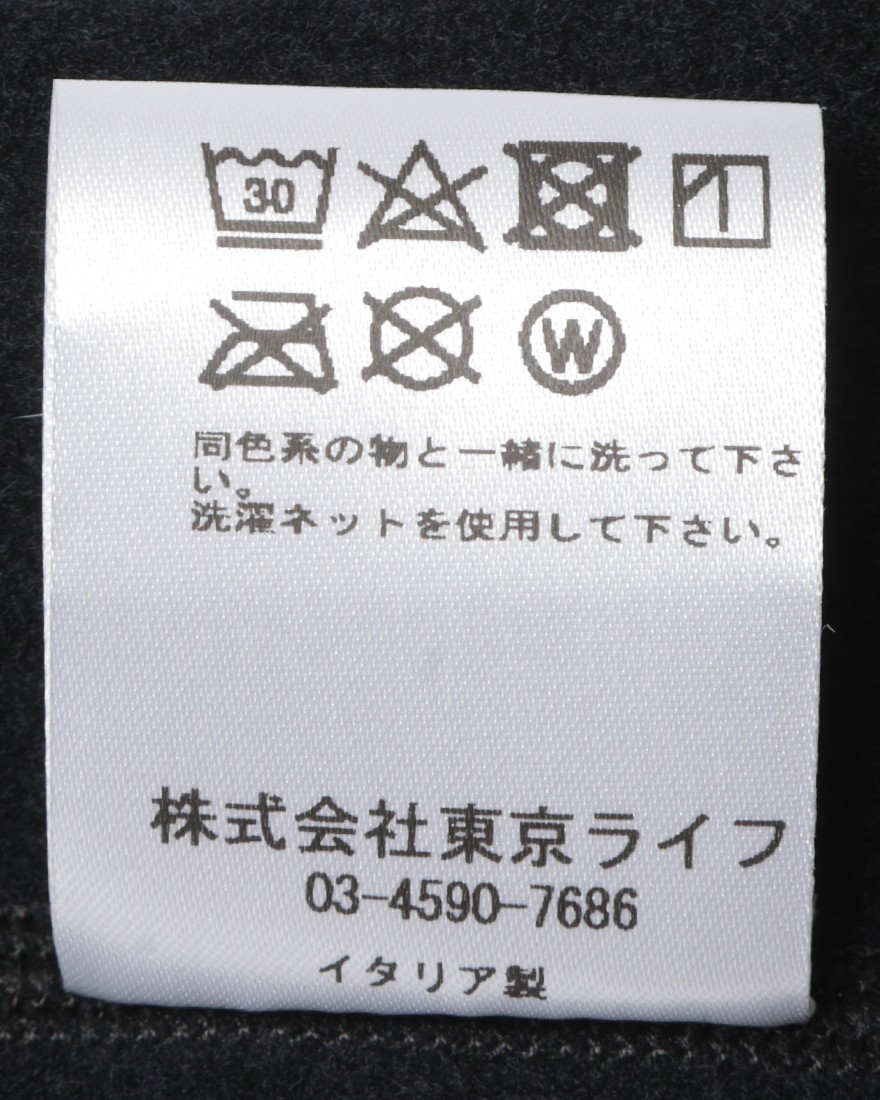 30
W
同色系の物と一緒に洗って下さ
い。
洗濯ネットを使用して下さい。
株式会社東京ライフ
03-4590-7686
イタリア製